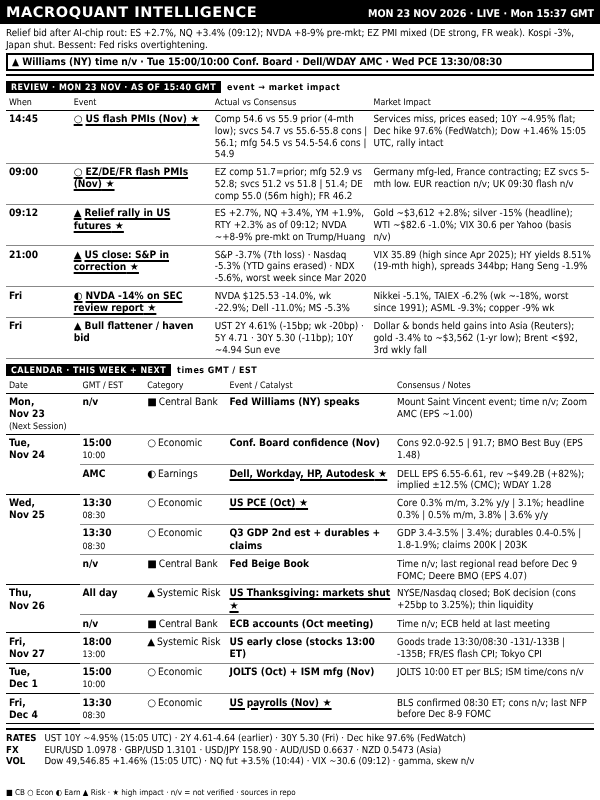 MACROQUANT INTELLIGENCE
MON 23 NOV 2026 · LIVE · Mon 15:37 GMT
Relief bid after AI-chip rout: ES +2.7%, NQ +3.4% (09:12); NVDA +8-9% pre-mkt; EZ PMI mixed (DE strong, FR weak). Kospi -3%,
Japan shut. Bessent: Fed risks overtightening.
▲ Williams (NY) time n/v · Tue 15:00/10:00 Conf. Board · Dell/WDAY AMC · Wed PCE 13:30/08:30
REVIEW · MON 23 NOV · AS OF 15:40 GMT event → market impact
When Event Actual vs Consensus Market Impact
14:45 ○ US flash PMIs (Nov) ★ Comp 54.6 vs 55.9 prior (4-mth Services miss, prices eased; 10Y ~4.95% flat;
low); svcs 54.7 vs 55.6-55.8 cons | Dec hike 97.6% (FedWatch); Dow +1.46% 15:05
56.1; mfg 54.5 vs 54.5-54.6 cons | UTC, rally intact
54.9
09:00 ○ EZ/DE/FR flash PMIs EZ comp 51.7=prior; mfg 52.9 vs Germany mfg-led, France contracting; EZ svcs 5-
(Nov) ★ 52.8; svcs 51.2 vs 51.8 | 51.4; DE mth low. EUR reaction n/v; UK 09:30 flash n/v
comp 55.0 (56m high); FR 46.2
09:12 ▲ Relief rally in US ES +2.7%, NQ +3.4%, YM +1.9%, Gold ~$3,612 +2.8%; silver -15% (headline);
futures ★ RTY +2.3% as of 09:12; NVDA WTI ~$82.6 -1.0%; VIX 30.6 per Yahoo (basis
~+8-9% pre-mkt on Trump/Huang n/v)
21:00 ▲ US close: S&P in S&P -3.7% (7th loss) · Nasdaq VIX 35.89 (high since Apr 2025); HY yields 8.51%
correction ★ -5.3% (YTD gains erased) · NDX (19-mth high), spreads 344bp; Hang Seng -1.9%
-5.6%, worst week since Mar 2020
Fri ◐ NVDA -14% on SEC NVDA $125.53 -14.0%, wk Nikkei -5.1%, TAIEX -6.2% (wk ~-18%, worst
review report ★ -22.9%; Dell -11.0%; MS -5.3% since 1991); ASML -9.3%; copper -9% wk
Fri ▲ Bull flattener / haven UST 2Y 4.61% (-15bp; wk -20bp) · Dollar & bonds held gains into Asia (Reuters);
bid 5Y 4.71 · 30Y 5.30 (-11bp); 10Y gold -3.4% to ~$3,562 (1-yr low); Brent <$92,
~4.94 Sun eve 3rd wkly fall
CALENDAR · THIS WEEK + NEXT times GMT / EST
Date GMT / EST Category Event / Catalyst Consensus / Notes
Mon, n/v ■ Central Bank Fed Williams (NY) speaks Mount Saint Vincent event; time n/v; Zoom
Nov 23 AMC (EPS ~1.00)
(Next Session)
Tue, 15:00 ○ Economic Conf. Board confidence (Nov) Cons 92.0-92.5 | 91.7; BMO Best Buy (EPS
Nov 24 10:00 1.48)
AMC ◐ Earnings Dell, Workday, HP, Autodesk ★ DELL EPS 6.55-6.61, rev ~$49.2B (+82%);
implied ±12.5% (CMC); WDAY 1.28
Wed, 13:30 ○ Economic US PCE (Oct) ★ Core 0.3% m/m, 3.2% y/y | 3.1%; headline
Nov 25 08:30 0.3% | 0.5% m/m, 3.8% | 3.6% y/y
13:30 ○ Economic Q3 GDP 2nd est + durables + GDP 3.4-3.5% | 3.4%; durables 0.4-0.5% |
08:30 claims 1.8-1.9%; claims 200K | 203K
n/v ■ Central Bank Fed Beige Book Time n/v; last regional read before Dec 9
FOMC; Deere BMO (EPS 4.07)
Thu, All day ▲ Systemic Risk US Thanksgiving: markets shut NYSE/Nasdaq closed; BoK decision (cons
Nov 26 ★ +25bp to 3.25%); thin liquidity
n/v ■ Central Bank ECB accounts (Oct meeting) Time n/v; ECB held at last meeting
Fri, 18:00 ▲ Systemic Risk US early close (stocks 13:00 Goods trade 13:30/08:30 -131/-133B |
Nov 27 13:00 ET) -135B; FR/ES flash CPI; Tokyo CPI
Tue, 15:00 ○ Economic JOLTS (Oct) + ISM mfg (Nov) JOLTS 10:00 ET per BLS; ISM time/cons n/v
Dec 1 10:00
Fri, 13:30 ○ Economic US payrolls (Nov) ★ BLS confirmed 08:30 ET; cons n/v; last NFP
Dec 4 08:30 before Dec 8-9 FOMC
RATES UST 10Y ~4.95% (15:05 UTC) · 2Y 4.61-4.64 (earlier) · 30Y 5.30 (Fri) · Dec hike 97.6% (FedWatch)
FX EUR/USD 1.0978 · GBP/USD 1.3101 · USD/JPY 158.90 · AUD/USD 0.6637 · NZD 0.5473 (Asia)
VOL Dow 49,546.85 +1.46% (15:05 UTC) · NQ fut +3.5% (10:44) · VIX ~30.6 (09:12) · gamma, skew n/v
■ CB ○ Econ ◐ Earn ▲ Risk · ★ high impact · n/v = not verified · sources in repo